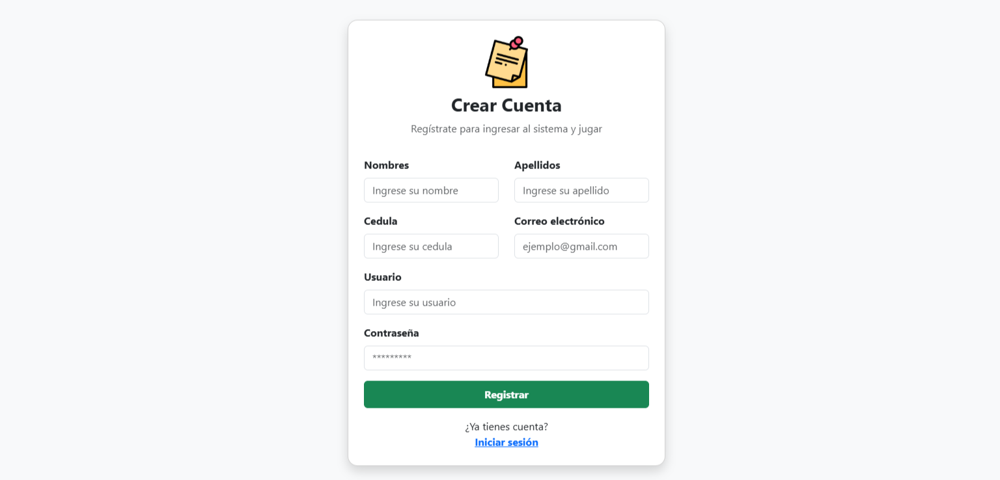 Crear Cuenta
Regístrate para ingresar al sistema y jugar
Nombres
Apellidos
Ingrese su nombre
Ingrese su apellido
Cedula
Correo electrónico
Ingrese su cedula
ejemplo@gmail.com
Usuario
Ingrese su usuario
Contraseña
*********
Registrar
¿Ya tienes cuenta?
Iniciar sesión